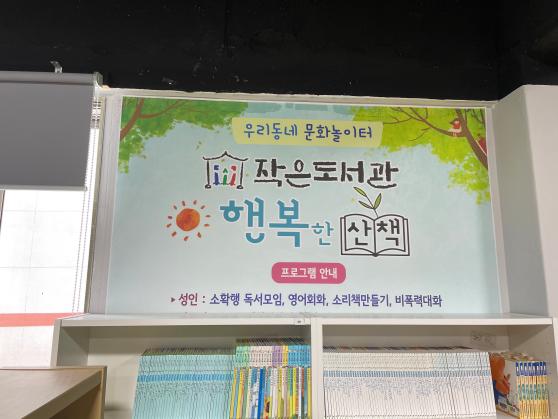 우리동네 문화놀이터
작은도서관
행복한 산책
프로그램 안내
▸성인 : 소확행 독서모임, 영어회화, 소리책만들기, 비폭력대화